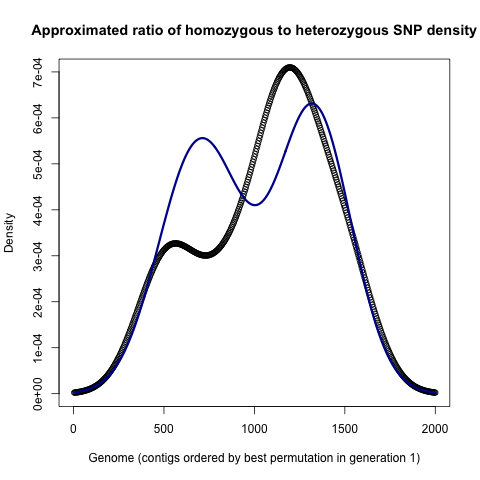 Approximated ratio of homozygous to heterozygous SNP density
7e-04
6e-04
5e-04
4e-04
3e-04
2e-04
1e-04
0e+00
Density
0 500 1000 1500 2000
Genome (contigs ordered by best permutation in generation 1)